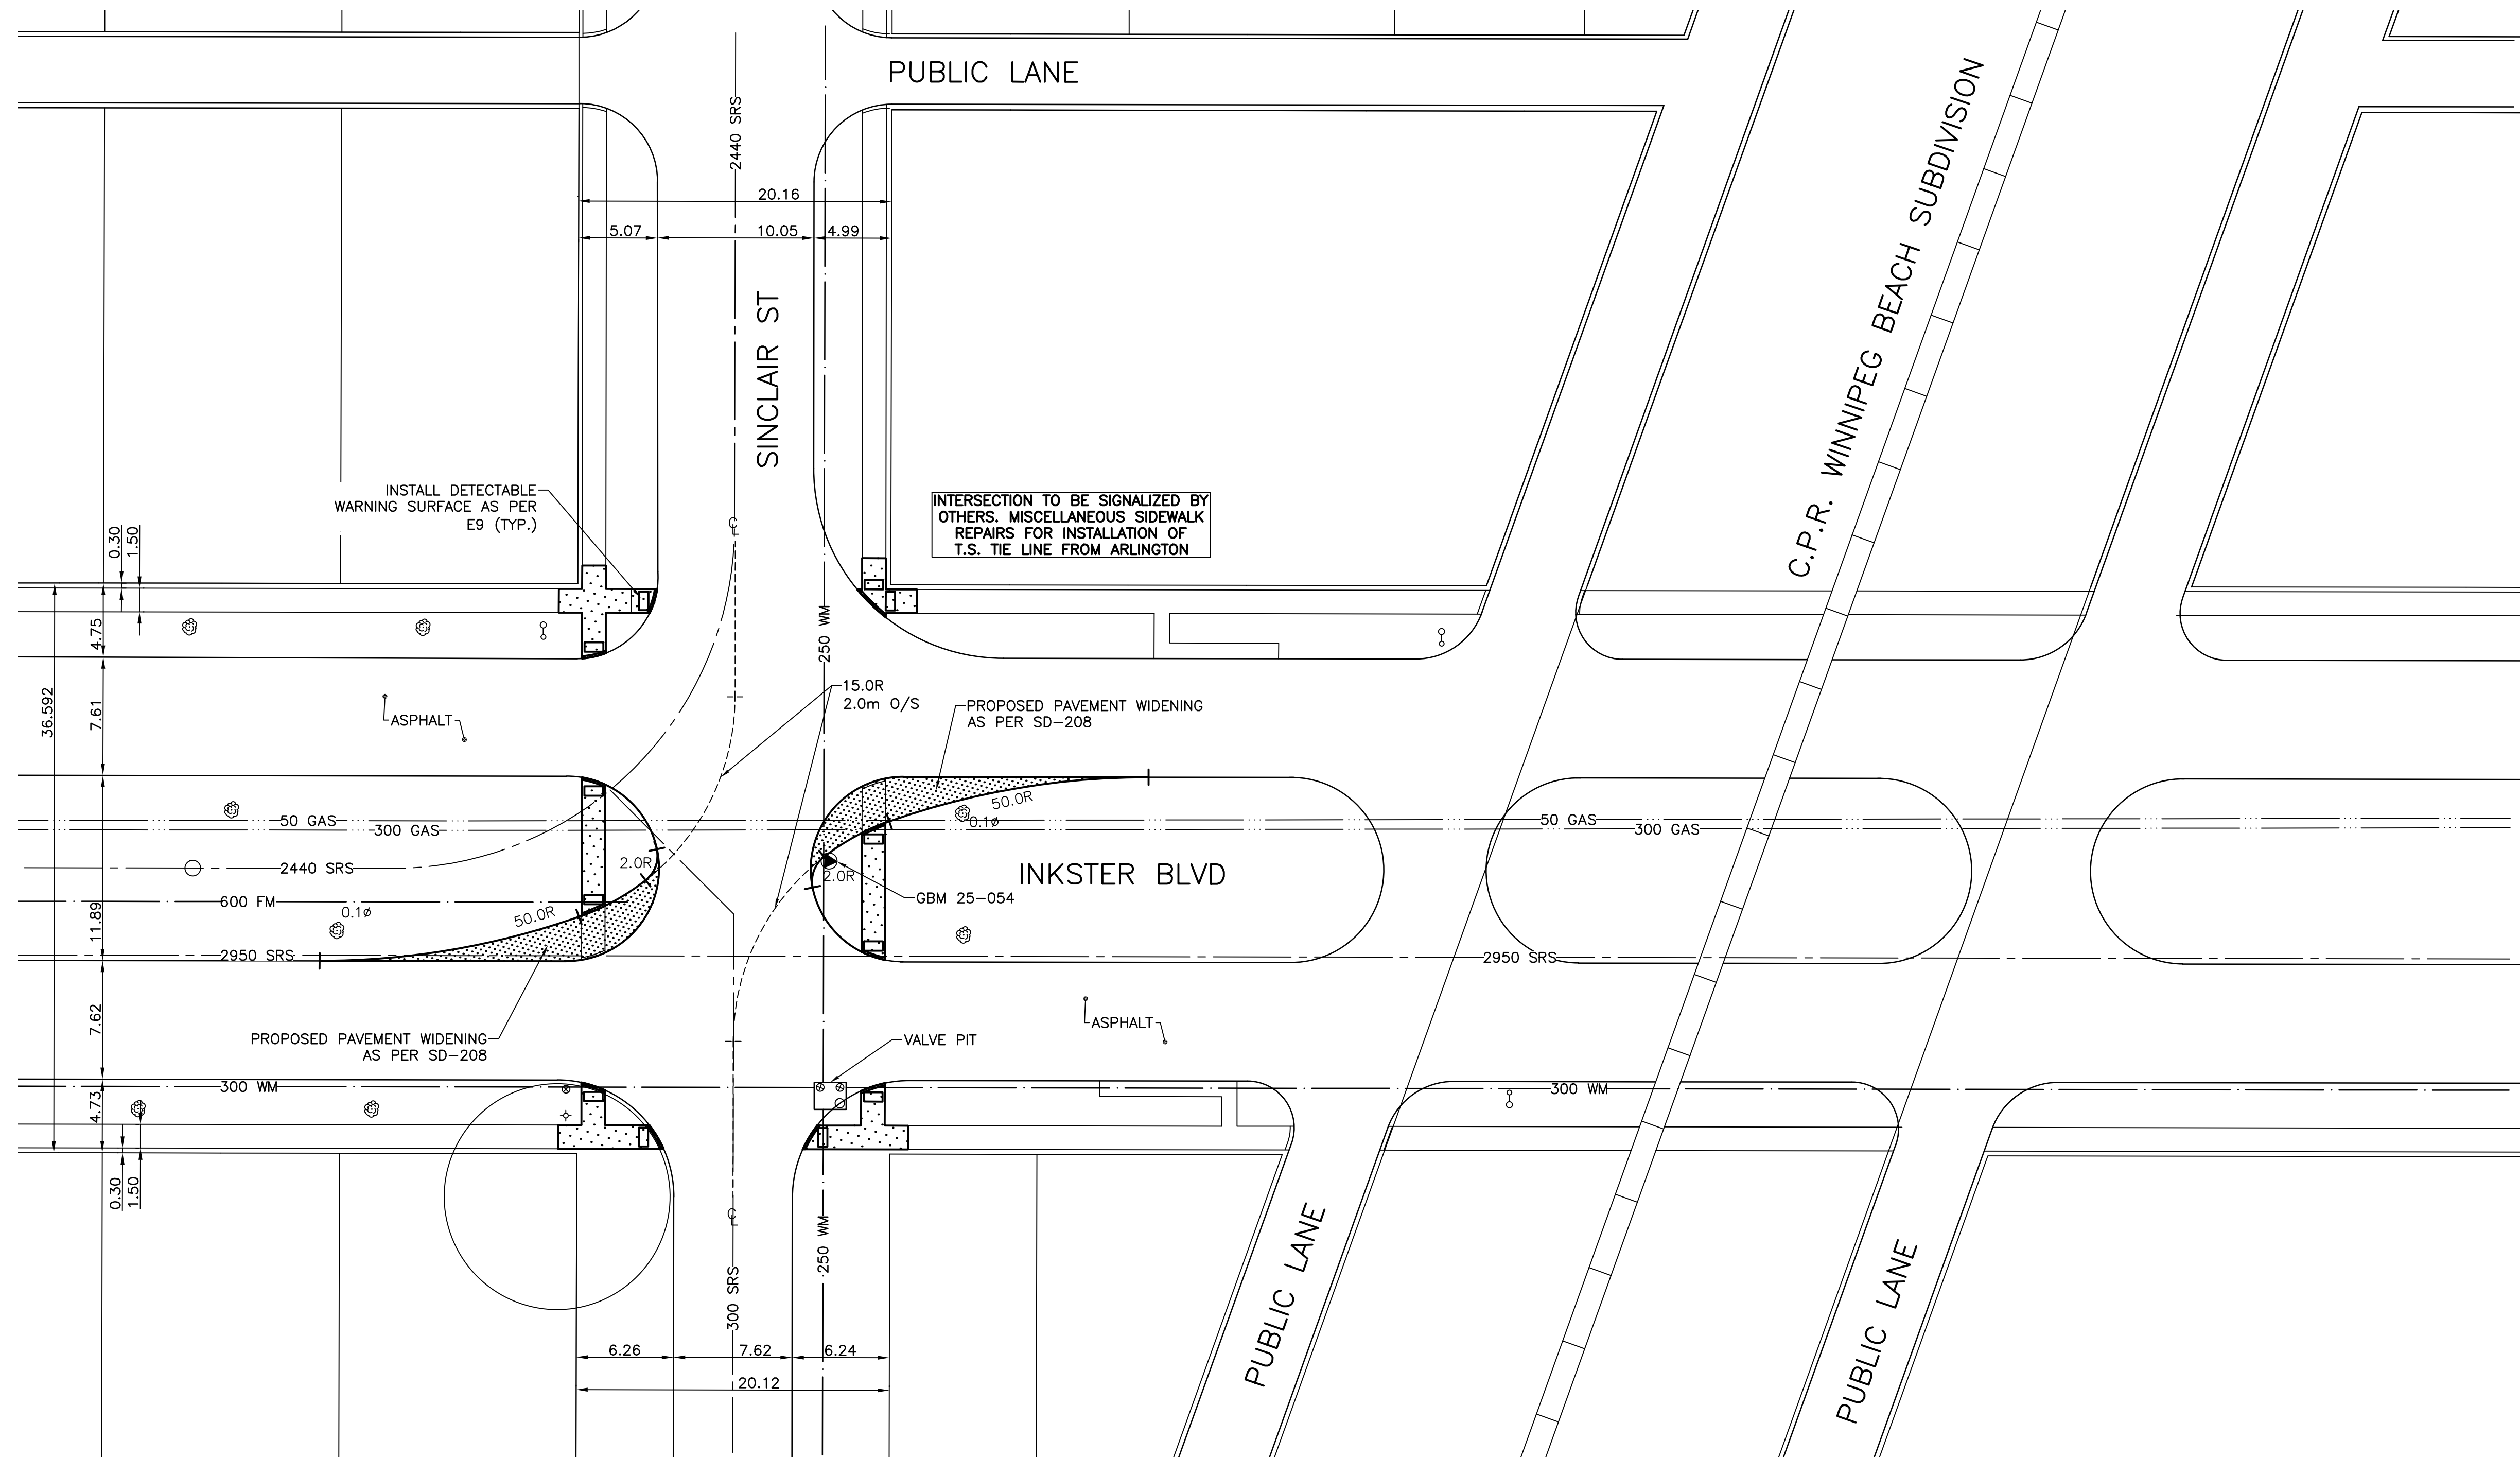 PUBLIC LANE
2440 SRS
C.P.R. WINNIPEG BEACH SUBDIVISION
20.16
5.07
10.05
4.99
SINCLAIR ST
INSTALL DETECTABLE
WARNING SURFACE AS PER
E9 (TYP.)
INTERSECTION TO BE SIGNALIZED BY
OTHERS. MISCELLANEOUS SIDEWALK
REPAIRS FOR INSTALLATION OF
T.S. TIE LINE FROM ARLINGTON
CL
0.30
1.50
4.75
250 WM
36.592
7.61
15.0R
2.0m O/S
ASPHALT
PROPOSED PAVEMENT WIDENING
AS PER SD-208
50.0R
0.1ø
50 GAS
300 GAS
50 GAS
300 GAS
2440 SRS
2.0R
2.0R
INKSTER BLVD
GBM 25-054
600 FM
0.1ø
50.0R
11.89
2950 SRS
2950 SRS
7.62
ASPHALT
PROPOSED PAVEMENT WIDENING
AS PER SD-208
VALVE PIT
300 WM
300 WM
4.73
0.30
1.50
CL
250 WM
300 SRS
PUBLIC LANE
PUBLIC LANE
6.26
7.62
6.24
20.12